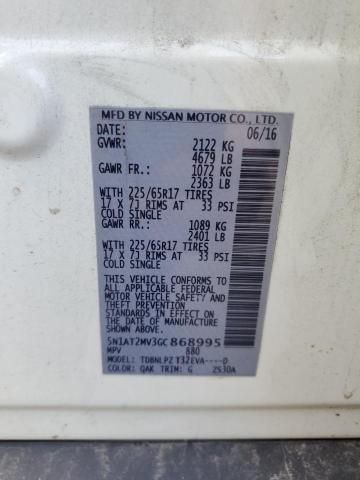 MFD BY NISSAN MOTOR CO., LTD.
DATE: 06/16
GVWR: 2122 KG
4679 LB
GAWR FR.: 1072 KG
2363 LB
WITH 225/65R17 TIRES
17 X 7J RIMS AT 33 PSI
COLD SINGLE
GAWR RR.: 1089 KG
2401 LB
WITH 225/65R17 TIRES
17 X 7J RIMS AT 33 PSI
COLD SINGLE
THIS VEHICLE CONFORMS TO
ALL APPLICABLE FEDERAL
MOTOR VEHICLE SAFETY AND
THEFT PREVENTION STANDARDS
IN EFFECT ON THE DATE OF
MANUFACTURE SHOWN ABOVE.
5N1AT2MV3GC868995
MPV 880
MODEL: TDBNLPZ T32EVA----D
COLOR: QAK TRIM: G 2530A